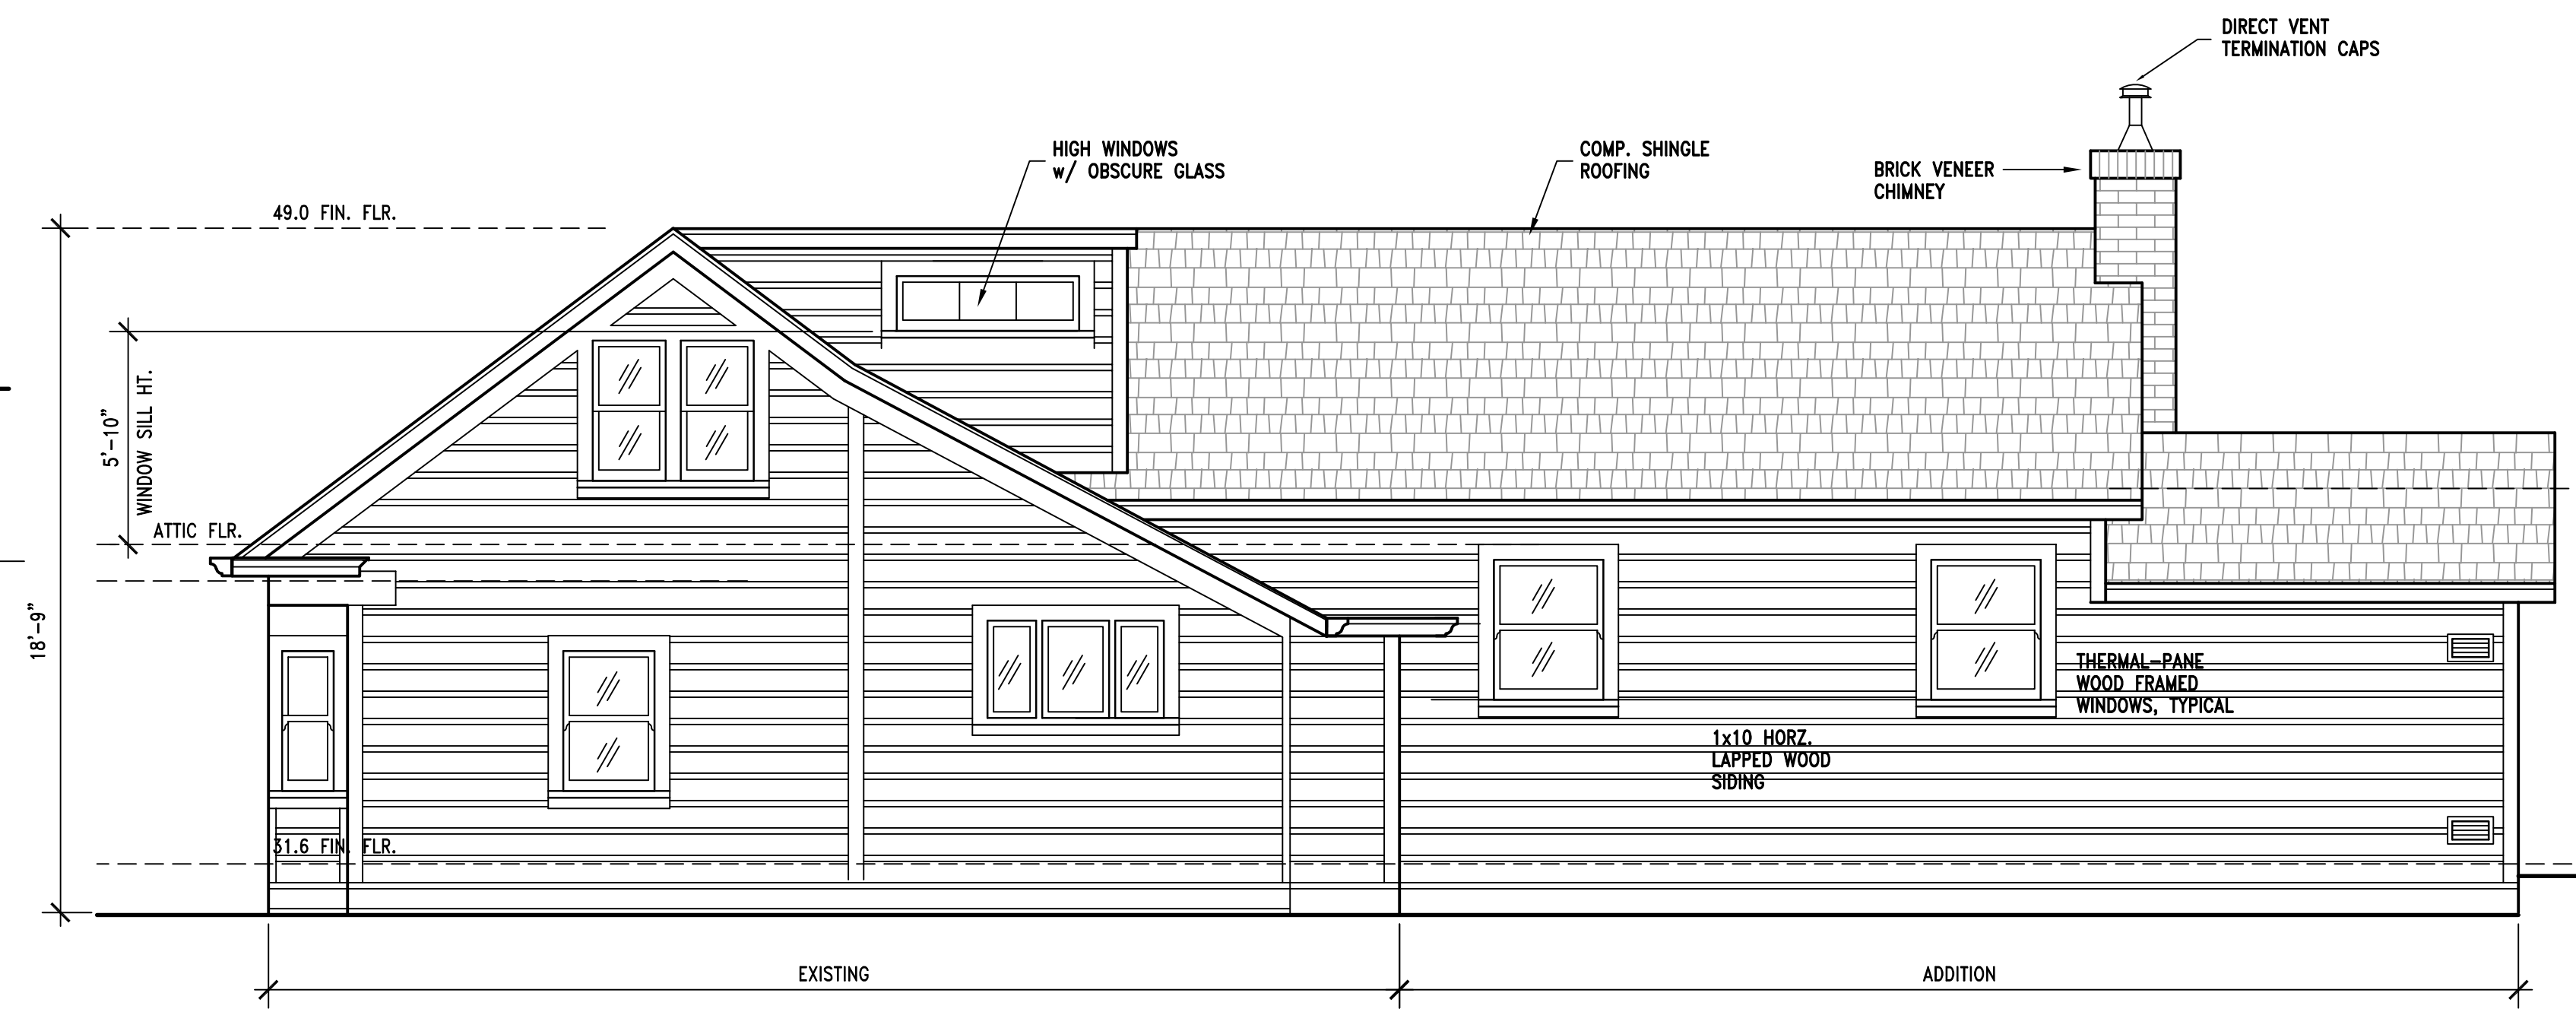 DIRECT VENT
TERMINATION CAPS
HIGH WINDOWS
w/ OBSCURE GLASS
COMP. SHINGLE
ROOFING
BRICK VENEER
CHIMNEY
49.0 FIN. FLR.
5'-10"
WINDOW SILL HT.
ATTIC FLR.
18'-9"
THERMAL-PANE
WOOD FRAMED
WINDOWS, TYPICAL
1x10 HORZ.
LAPPED WOOD
SIDING
31.6 FIN. FLR.
EXISTING
ADDITION